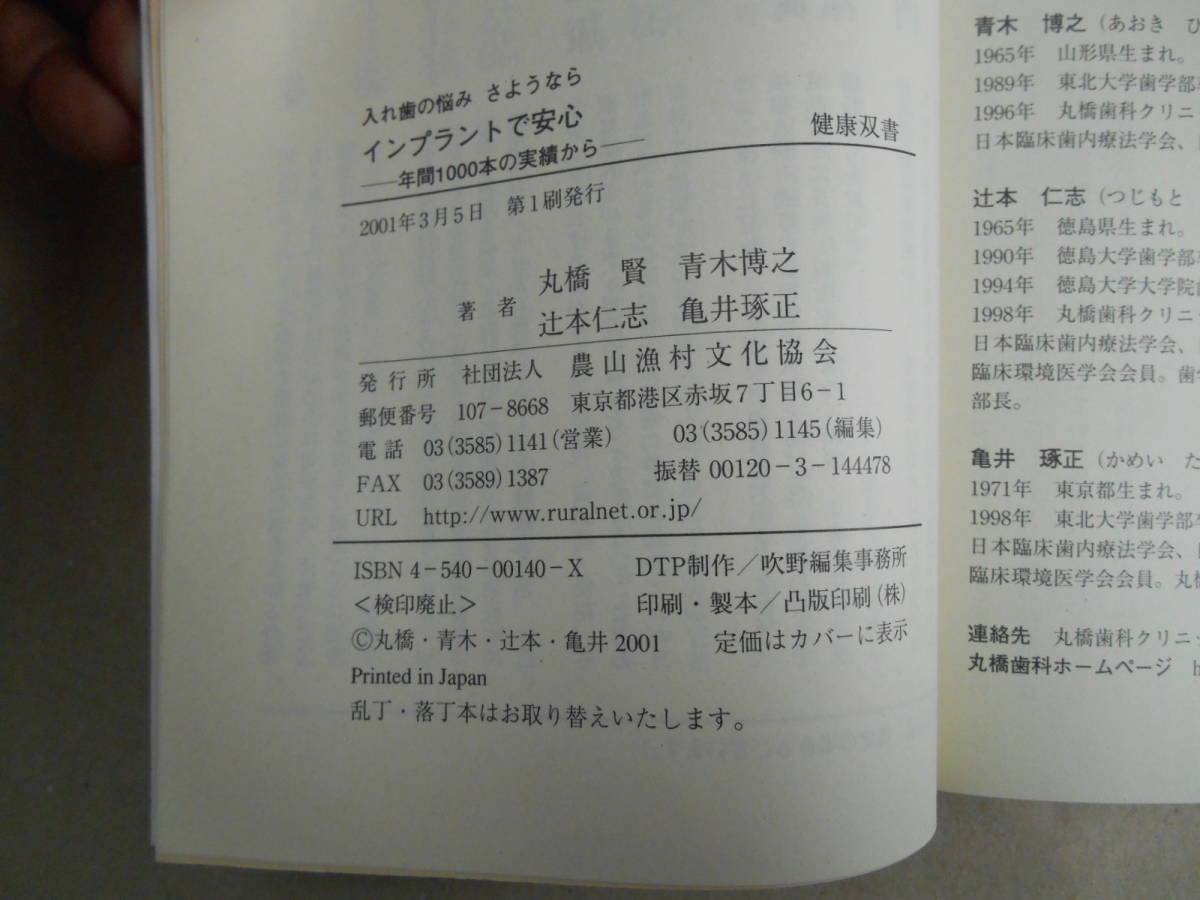 入れ歯の悩み さようなら
インプラントで安心
――年間1000本の実績から――
健康双書
2001年3月5日 第1刷発行
著者 丸橋 賢 青木博之
辻本仁志 亀井琢正
発行所 社団法人 農山漁村文化協会
郵便番号 107-8668 東京都港区赤坂7丁目6-1
電話 03(3585)1141(営業) 03(3585)1145(編集)
FAX 03(3589)1387 振替 00120-3-144478
URL http://www.ruralnet.or.jp/
ISBN 4-540-00140-X DTP制作/吹野編集事務所
<検印廃止> 印刷・製本/凸版印刷(株)
©丸橋・青木・辻本・亀井 2001 定価はカバーに表示
Printed in Japan
乱丁・落丁本はお取り替えいたします。
青木 博之(あおき ひ
1965年 山形県生まれ。
1989年 東北大学歯学部
1996年 丸橋歯科クリニ
日本臨床歯内療法学会、
辻本 仁志(つじもと
1965年 徳島県生まれ。
1990年 徳島大学歯学部
1994年 徳島大学大学院
1998年 丸橋歯科クリニ
日本臨床歯内療法学会、
臨床環境医学会会員。歯
部長。
亀井 琢正(かめい た
1971年 東京都生まれ。
1998年 東北大学歯学部
日本臨床歯内療法学会、
臨床環境医学会会員。丸
連絡先 丸橋歯科クリニ
丸橋歯科ホームページ h